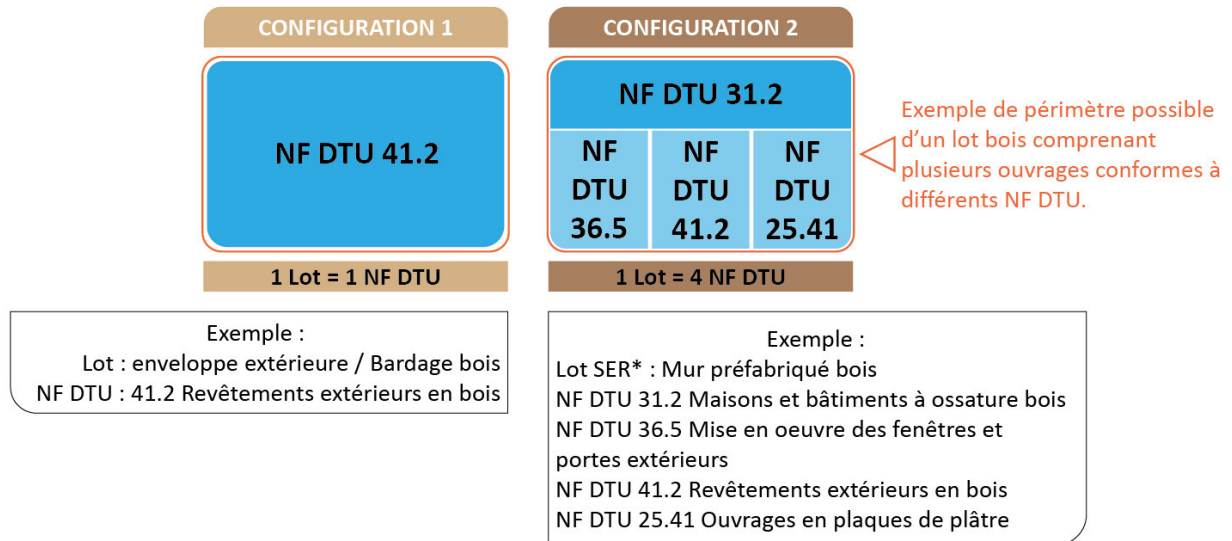 CONFIGURATION 1
NF DTU 41.2
1 Lot = 1 NF DTU
Exemple :
Lot : enveloppe extérieure / Bardage bois
NF DTU : 41.2 Revêtements extérieurs en bois
CONFIGURATION 2
NF DTU 31.2
NF
DTU
36.5
NF
DTU
41.2
NF
DTU
25.41
1 Lot = 4 NF DTU
Exemple de périmètre possible
d'un lot bois comprenant
plusieurs ouvrages conformes à
différents NF DTU.
Exemple :
Lot SER* : Mur préfabriqué bois
NF DTU 31.2 Maisons et bâtiments à ossature bois
NF DTU 36.5 Mise en oeuvre des fenêtres et
portes extérieurs
NF DTU 41.2 Revêtements extérieurs en bois
NF DTU 25.41 Ouvrages en plaques de plâtre